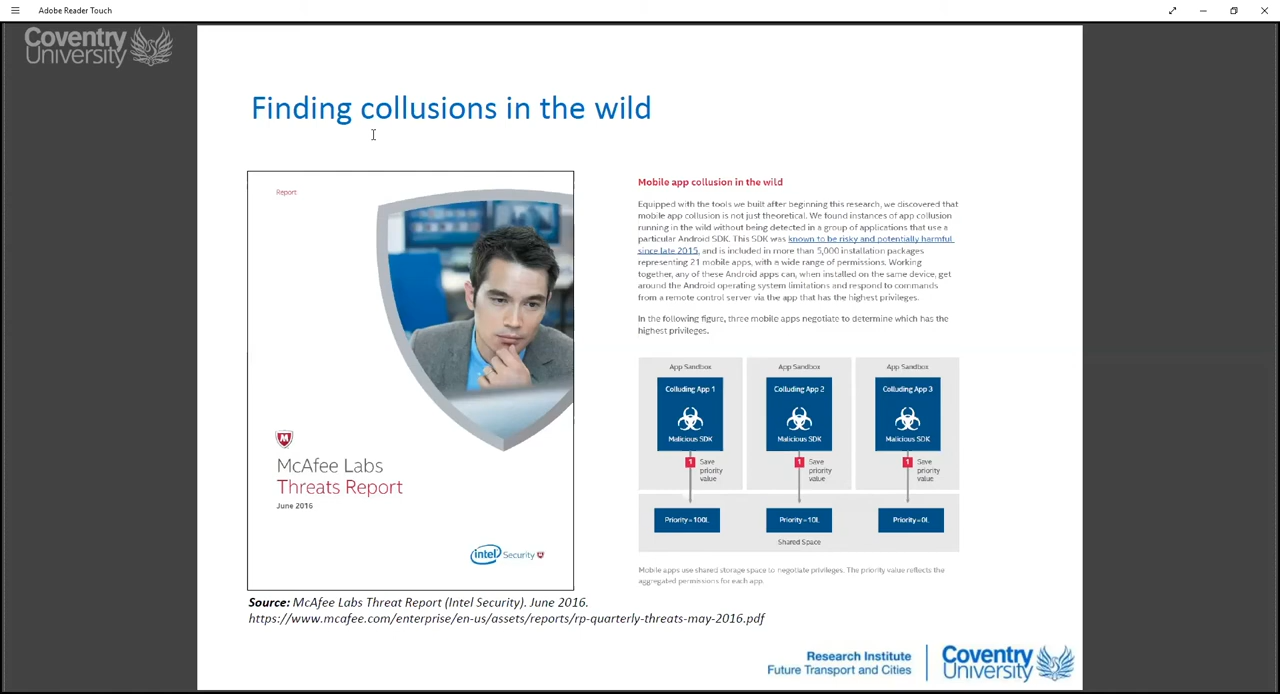 Adobe Reader Touch
Coventry
University
Finding collusions in the wild
Report
McAfee Labs
Threats Report
June 2016
intel Security
Source: McAfee Labs Threat Report (Intel Security). June 2016.
https://www.mcafee.com/enterprise/en-us/assets/reports/rp-quarterly-threats-may-2016.pdf
Mobile app collusion in the wild
Equipped with the tools we built after beginning this research, we discovered that
mobile app collusion is not just theoretical. We found instances of app collusion
running in the wild without being detected in a group of applications that use a
particular Android SDK. This SDK was known to be risky and potentially harmful
since late 2015, and is included in more than 5,000 installation packages
representing 21 mobile apps, with a wide range of permissions. Working
together, any of these Android apps can, when installed on the same device, get
around the Android operating system limitations and respond to commands
from a remote control server via the app that has the highest privileges.
In the following figure, three mobile apps negotiate to determine which has the
highest privileges.
App Sandbox
Colluding App 1
Malicious SDK
1 Save
priority
value
Priority=100L
App Sandbox
Colluding App 2
Malicious SDK
1 Save
priority
value
Priority=10L
App Sandbox
Colluding App 3
Malicious SDK
1 Save
priority
value
Priority=0L
Shared Space
Mobile apps use shared storage space to negotiate privileges. The priority value reflects the
aggregated permissions for each app.
Research Institute
Future Transport and Cities
Coventry
University